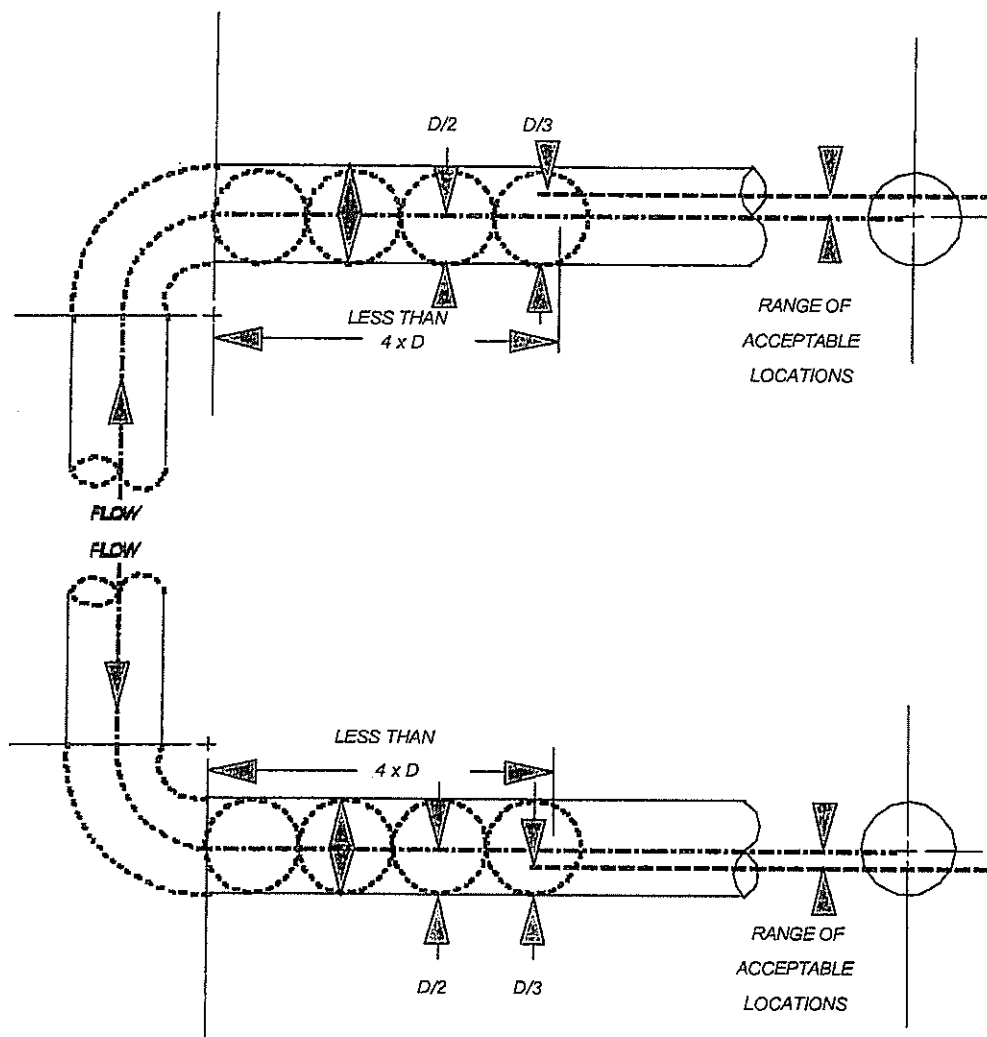 D/2 D/3
LESS THAN
4 x D
RANGE OF
ACCEPTABLE
LOCATIONS
FLOW
FLOW
LESS THAN
4 x D
RANGE OF
ACCEPTABLE
LOCATIONS
D/2 D/3